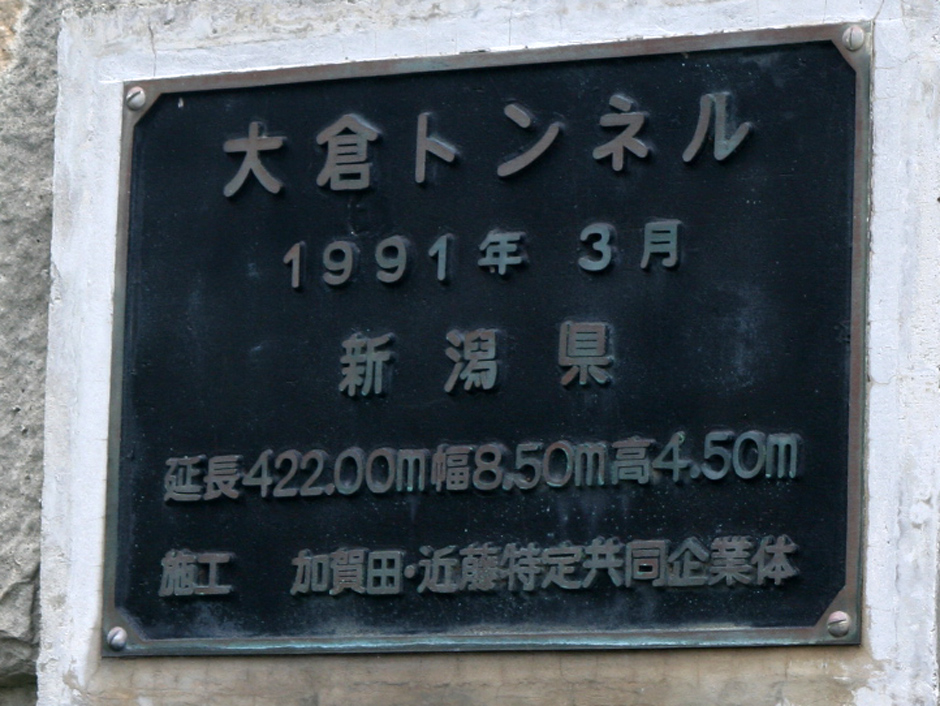 大倉トンネル
1991年 3月
新潟県
延長422.00m幅8.50m高4.50m
施工 加賀田・近藤特定共同企業体